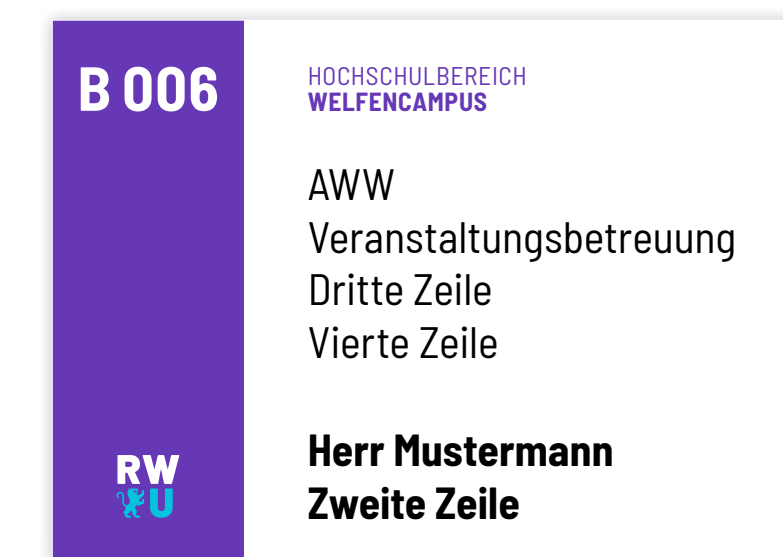 B 006
HOCHSCHULBEREICH
WELFENCAMPUS
AWW
Veranstaltungsbetreuung
Dritte Zeile
Vierte Zeile
Herr Mustermann
Zweite Zeile
RW
U